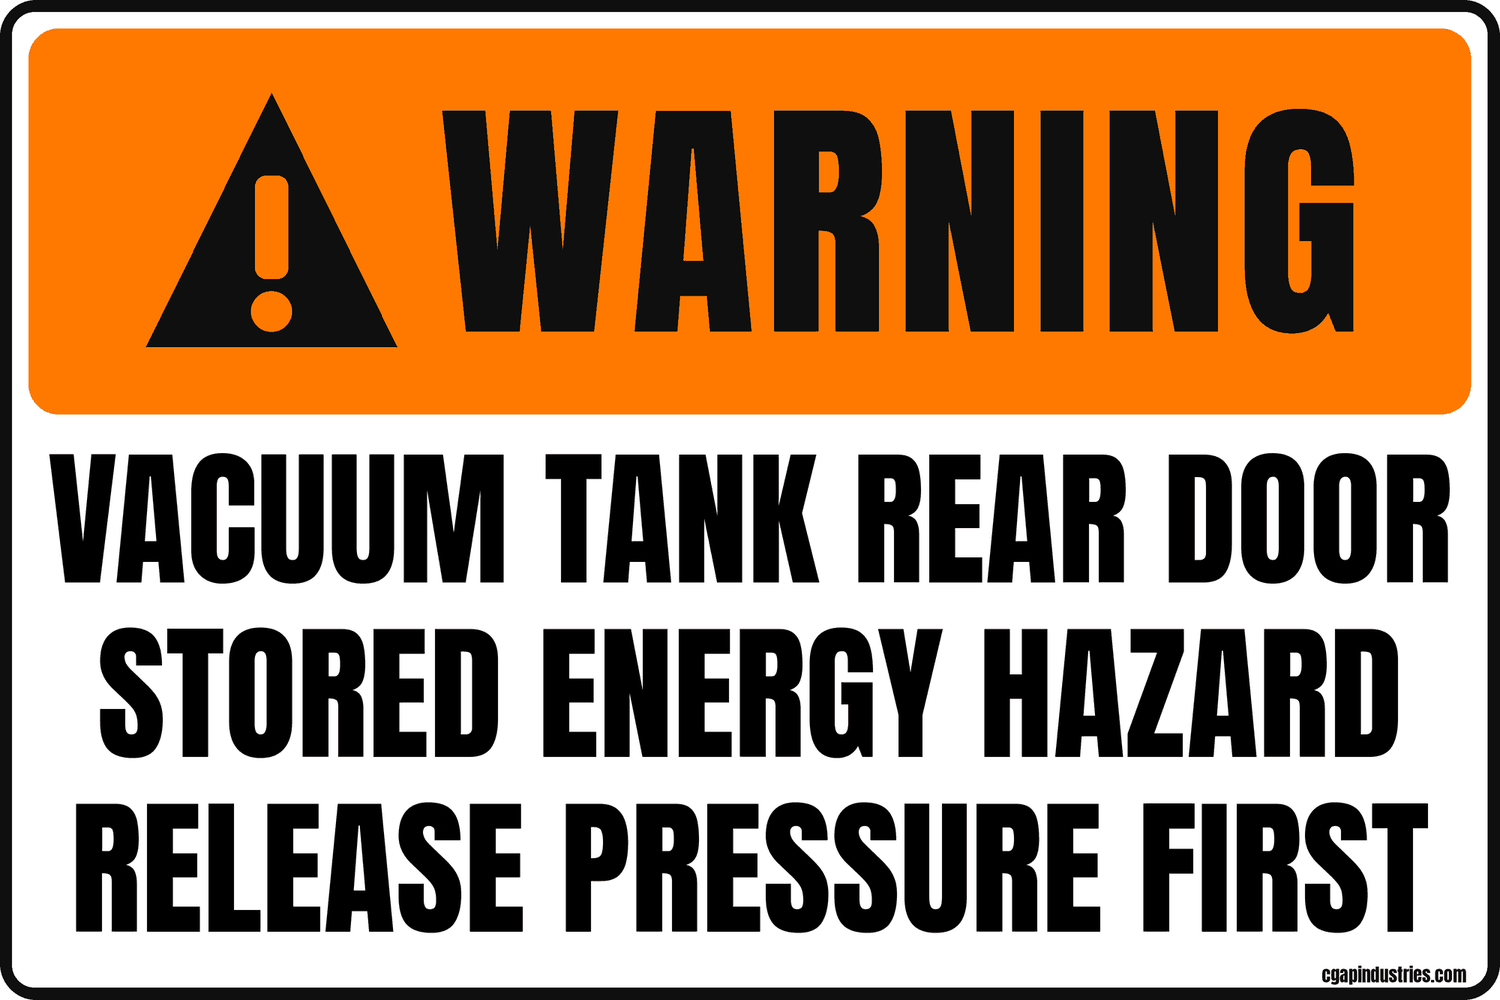 WARNING
VACUUM TANK REAR DOOR
STORED ENERGY HAZARD
RELEASE PRESSURE FIRST
cgapindustries.com